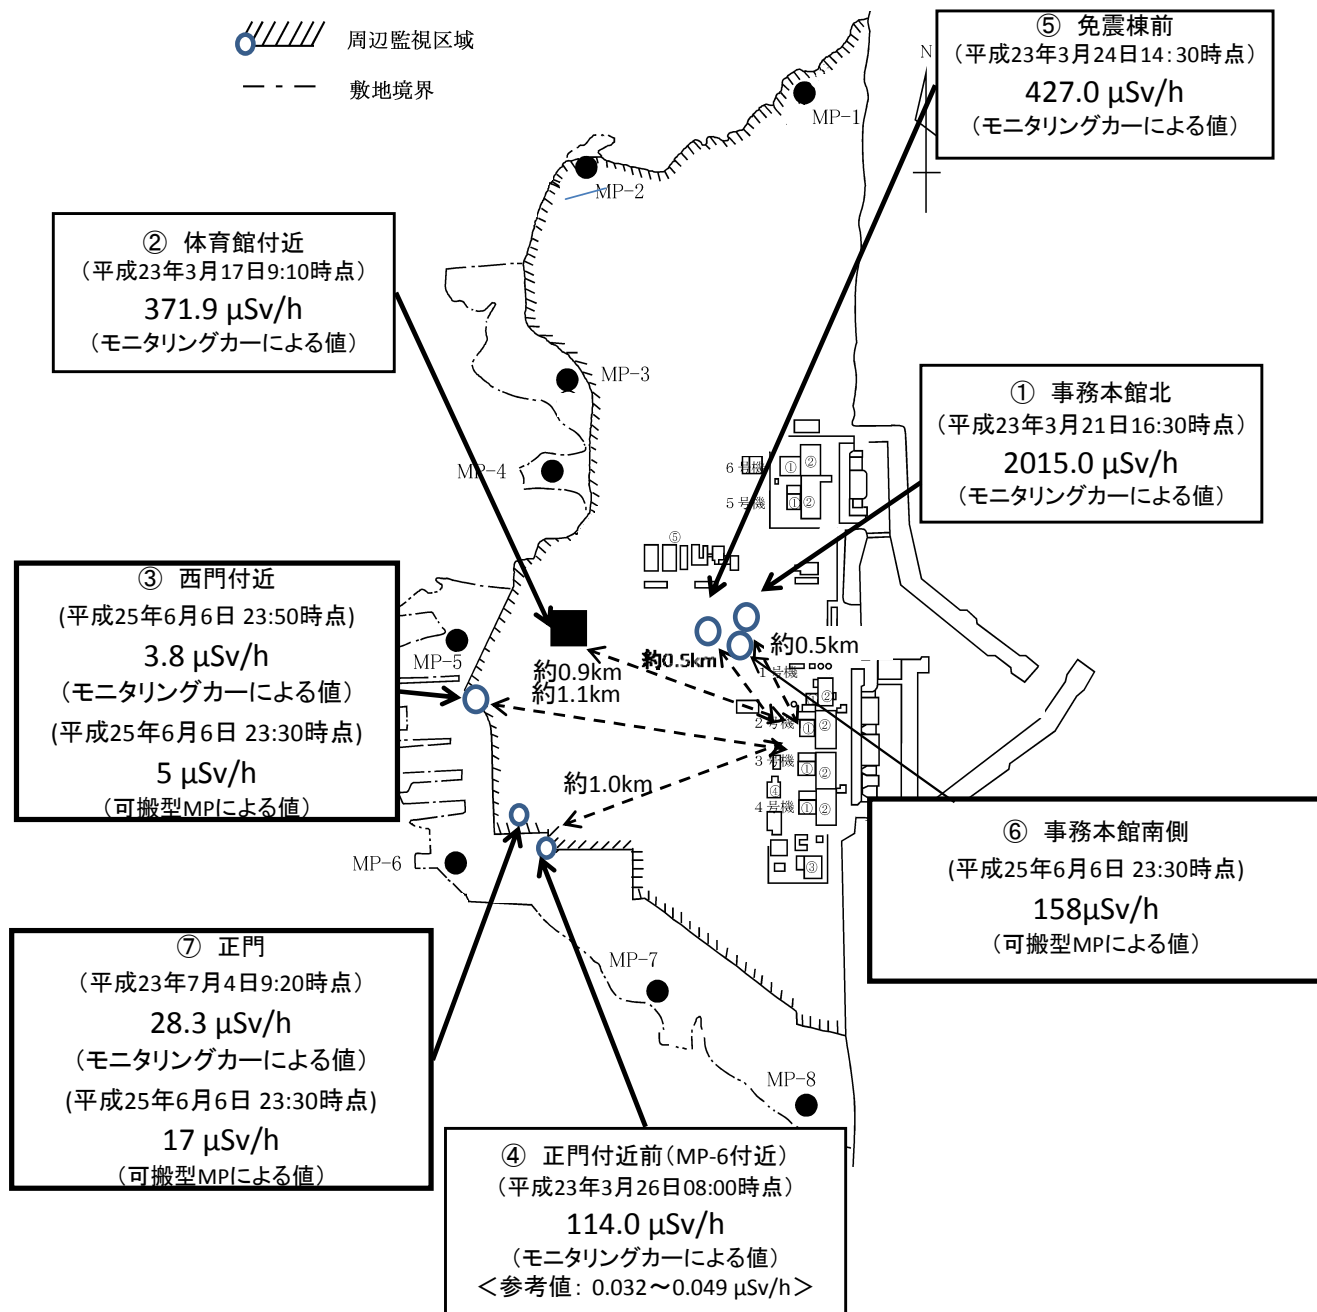 周辺監視区域
敷地境界
⑤ 免震棟前
（平成23年3月24日14:30時点）
427.0 μSv/h
（モニタリングカーによる値）
N
MP-1
MP-2
② 体育館付近
（平成23年3月17日9:10時点）
371.9 μSv/h
（モニタリングカーによる値）
MP-3
① 事務本館北
（平成23年3月21日16:30時点）
2015.0 μSv/h
（モニタリングカーによる値）
MP-4
6号機
①
②
5号機
①
②
⑤
③ 西門付近
(平成25年6月6日 23:50時点)
3.8 μSv/h
（モニタリングカーによる値）
(平成25年6月6日 23:30時点)
5 μSv/h
（可搬型MPによる値）
MP-5
約0.9km
約1.1km
約0.5km
約0.5km
1号機
②
2号機
①
②
3号機
①
②
④
4号機
①
②
③
約1.0km
MP-6
⑥ 事務本館南側
(平成25年6月6日 23:30時点)
158μSv/h
（可搬型MPによる値）
⑦ 正門
（平成23年7月4日9:20時点）
28.3 μSv/h
（モニタリングカーによる値）
(平成25年6月6日 23:30時点)
17 μSv/h
（可搬型MPによる値）
MP-7
MP-8
④ 正門付近前（MP-6付近）
（平成23年3月26日08:00時点）
114.0 μSv/h
（モニタリングカーによる値）
＜参考値：0.032～0.049 μSv/h＞